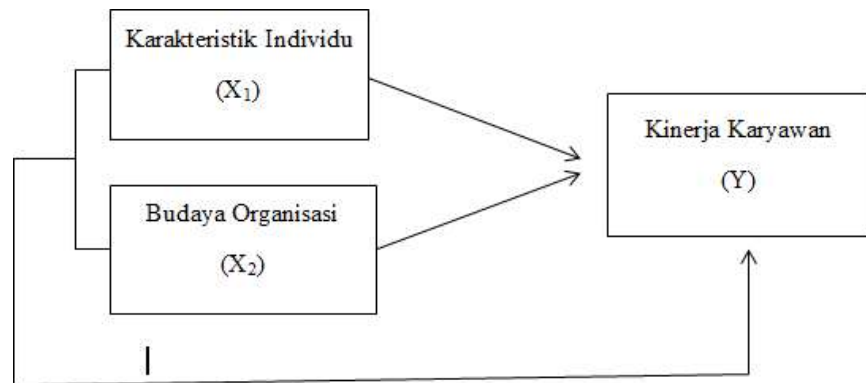 Karakteristik Individu
(X₁)
Budaya Organisasi
(X₂)
Kinerja Karyawan
(Y)